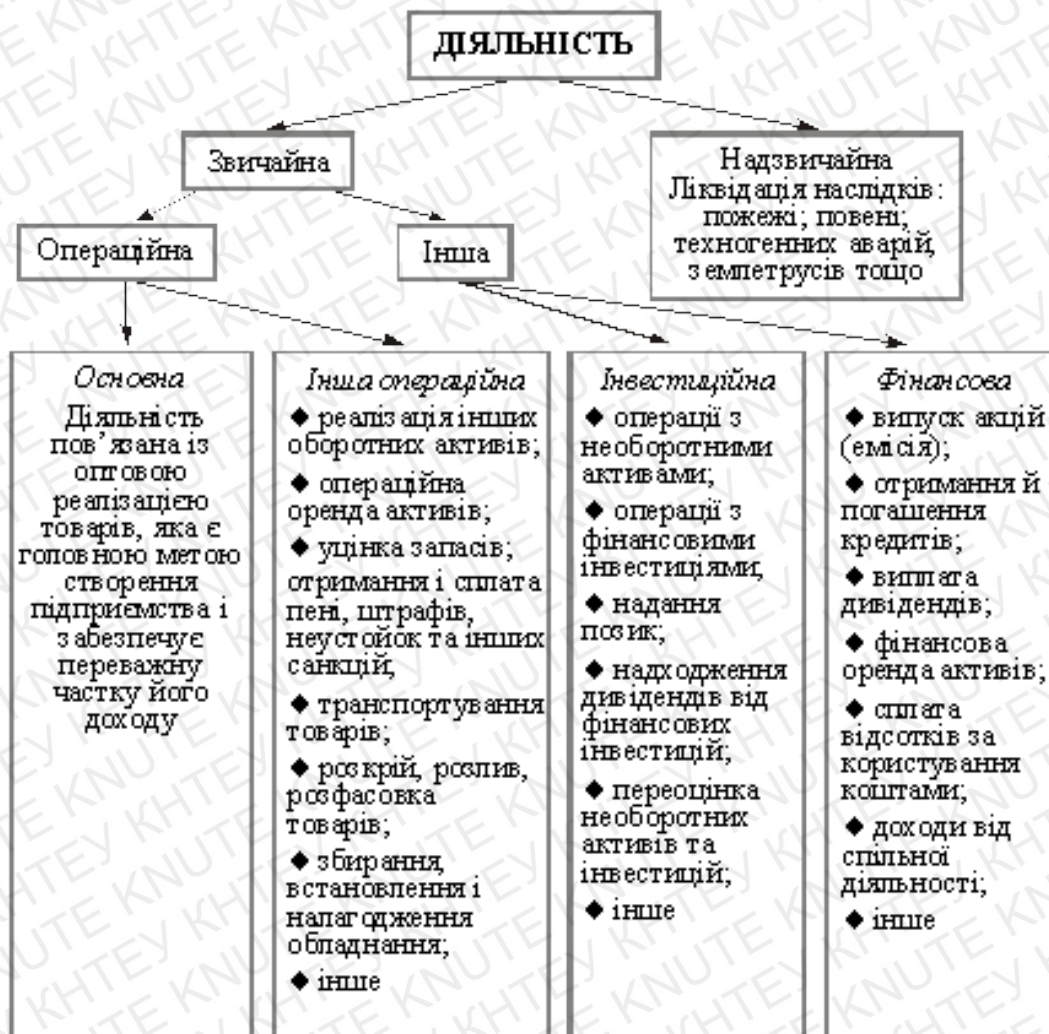 ДІЯЛЬНІСТЬ
Звичайна
Надзвичайна
Ліквідація наслідків:
пожежі; повені;
техногенних аварій,
землетрусів тощо
Операційна
Інша
Основна
Діяльність
пов’язана із
оптовою
реалізацією
товарів, яка є
головною метою
створення
підприємства і
забезпечує
переважну
частку його
доходу
Інша операційна
◆ реалізація інших
оборотних активів;
◆ операційна
оренда активів;
◆ уцінка запасів;
отримання і сплата
пені, штрафів,
неустойок та інших
санкцій;
◆ транспортування
товарів;
◆ розкрій, розлив,
розфасовка
товарів;
◆ збирання,
встановлення і
налагодження
обладнання;
◆ інше
Інвестиційна
◆ операції з
необоротними
активами;
◆ операції з
фінансовими
інвестиціями;
◆ надання
позик;
◆ надходження
дивідендів від
фінансових
інвестицій;
◆ переоцінка
необоротних
активів та
інвестицій;
◆ інше
Фінансова
◆ випуск акцій
(емісія);
◆ отримання й
погашення
кредитів;
◆ виплата
дивідендів;
◆ фінансова
оренда активів;
◆ сплата
відсотків за
користування
коштами;
◆ доходи від
спільної
діяльності;
◆ інше
KNUTE КНТЕУ